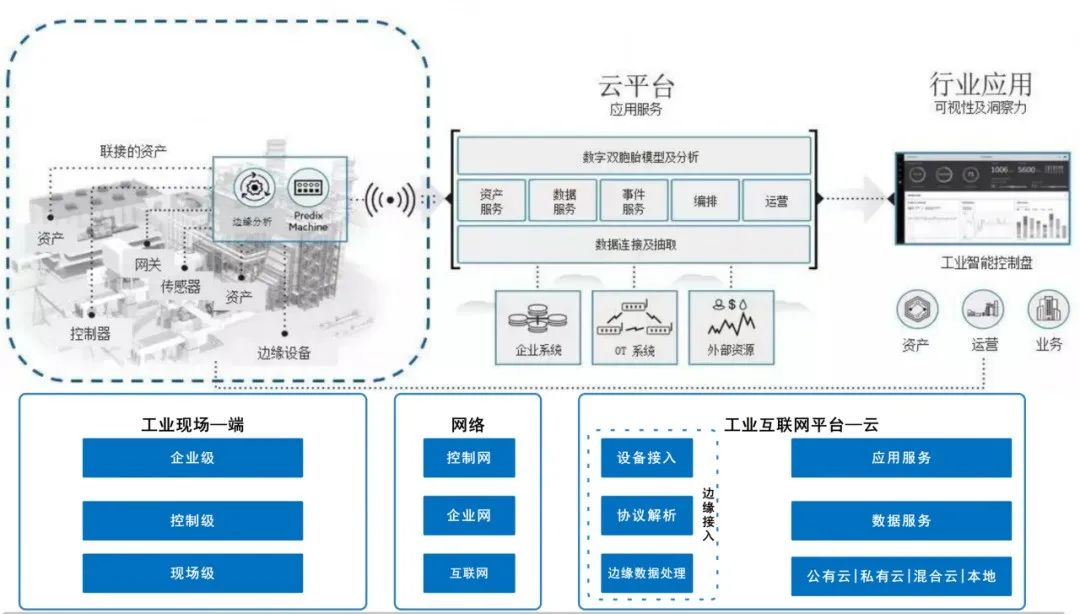 云平台
应用服务
行业应用
可视性及洞察力
联接的资产
边缘分析
Predix
Machine
资产
网关
传感器
资产
控制器
边缘设备
数字双胞胎模型及分析
资产
服务
数据
服务
事件
服务
编排
运营
数据连接及抽取
企业系统
OT 系统
$
外部资源
1006
5600
工业智能控制盘
资产
运营
业务
工业现场—端
企业级
控制级
现场级
网络
控制网
企业网
互联网
工业互联网平台—云
设备接入
协议解析
边缘数据处理
边缘接入
应用服务
数据服务
公有云|私有云|混合云|本地